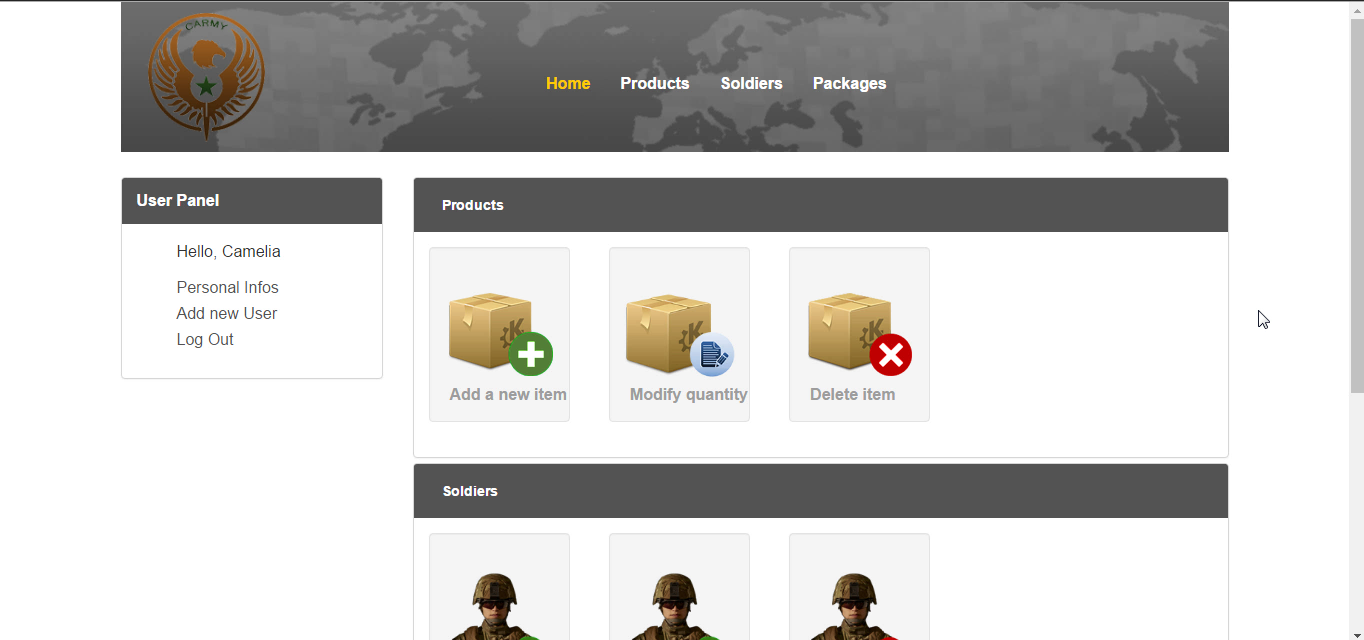 CARMY
Home Products Soldiers Packages
User Panel
Hello, Camelia
Personal Infos
Add new User
Log Out
Products
Add a new item Modify quantity Delete item
Soldiers